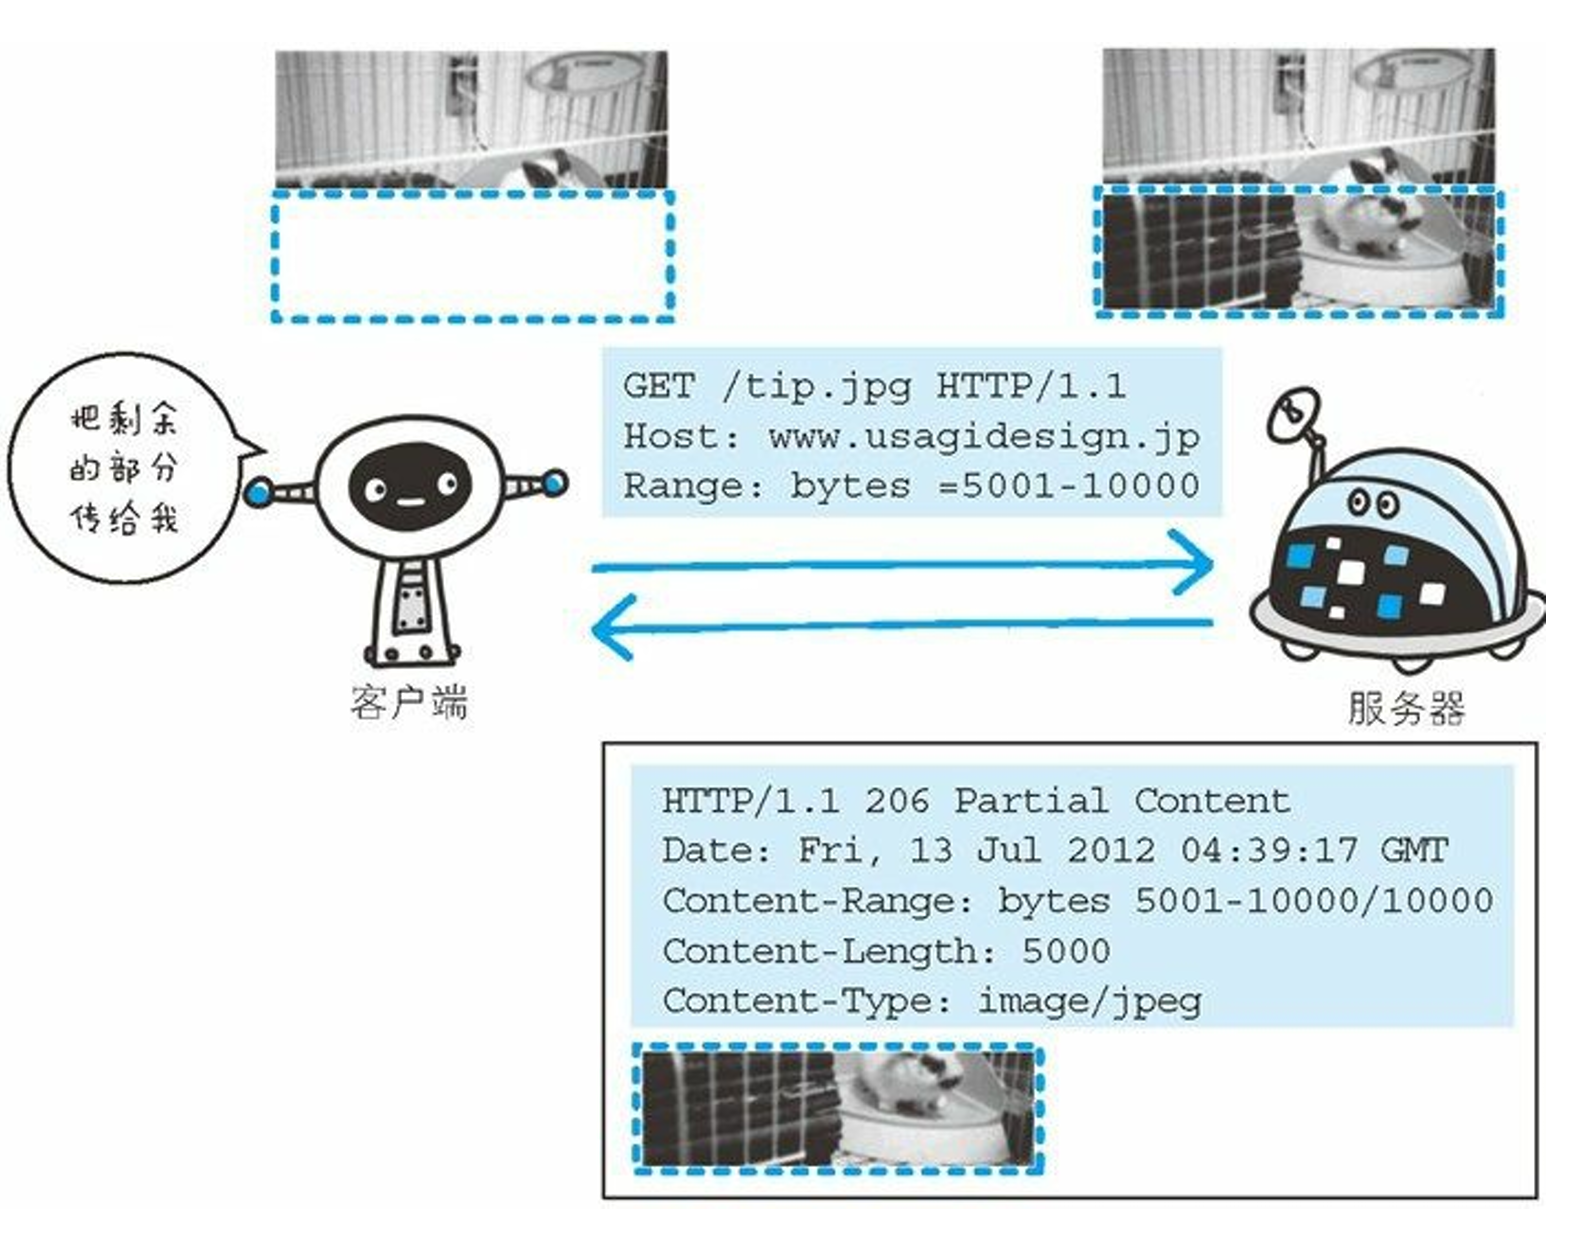 把剩余
的部分
传给我
GET /tip.jpg HTTP/1.1
Host: www.usagidesign.jp
Range: bytes =5001-10000
客户端
服务器
HTTP/1.1 206 Partial Content
Date: Fri, 13 Jul 2012 04:39:17 GMT
Content-Range: bytes 5001-10000/10000
Content-Length: 5000
Content-Type: image/jpeg